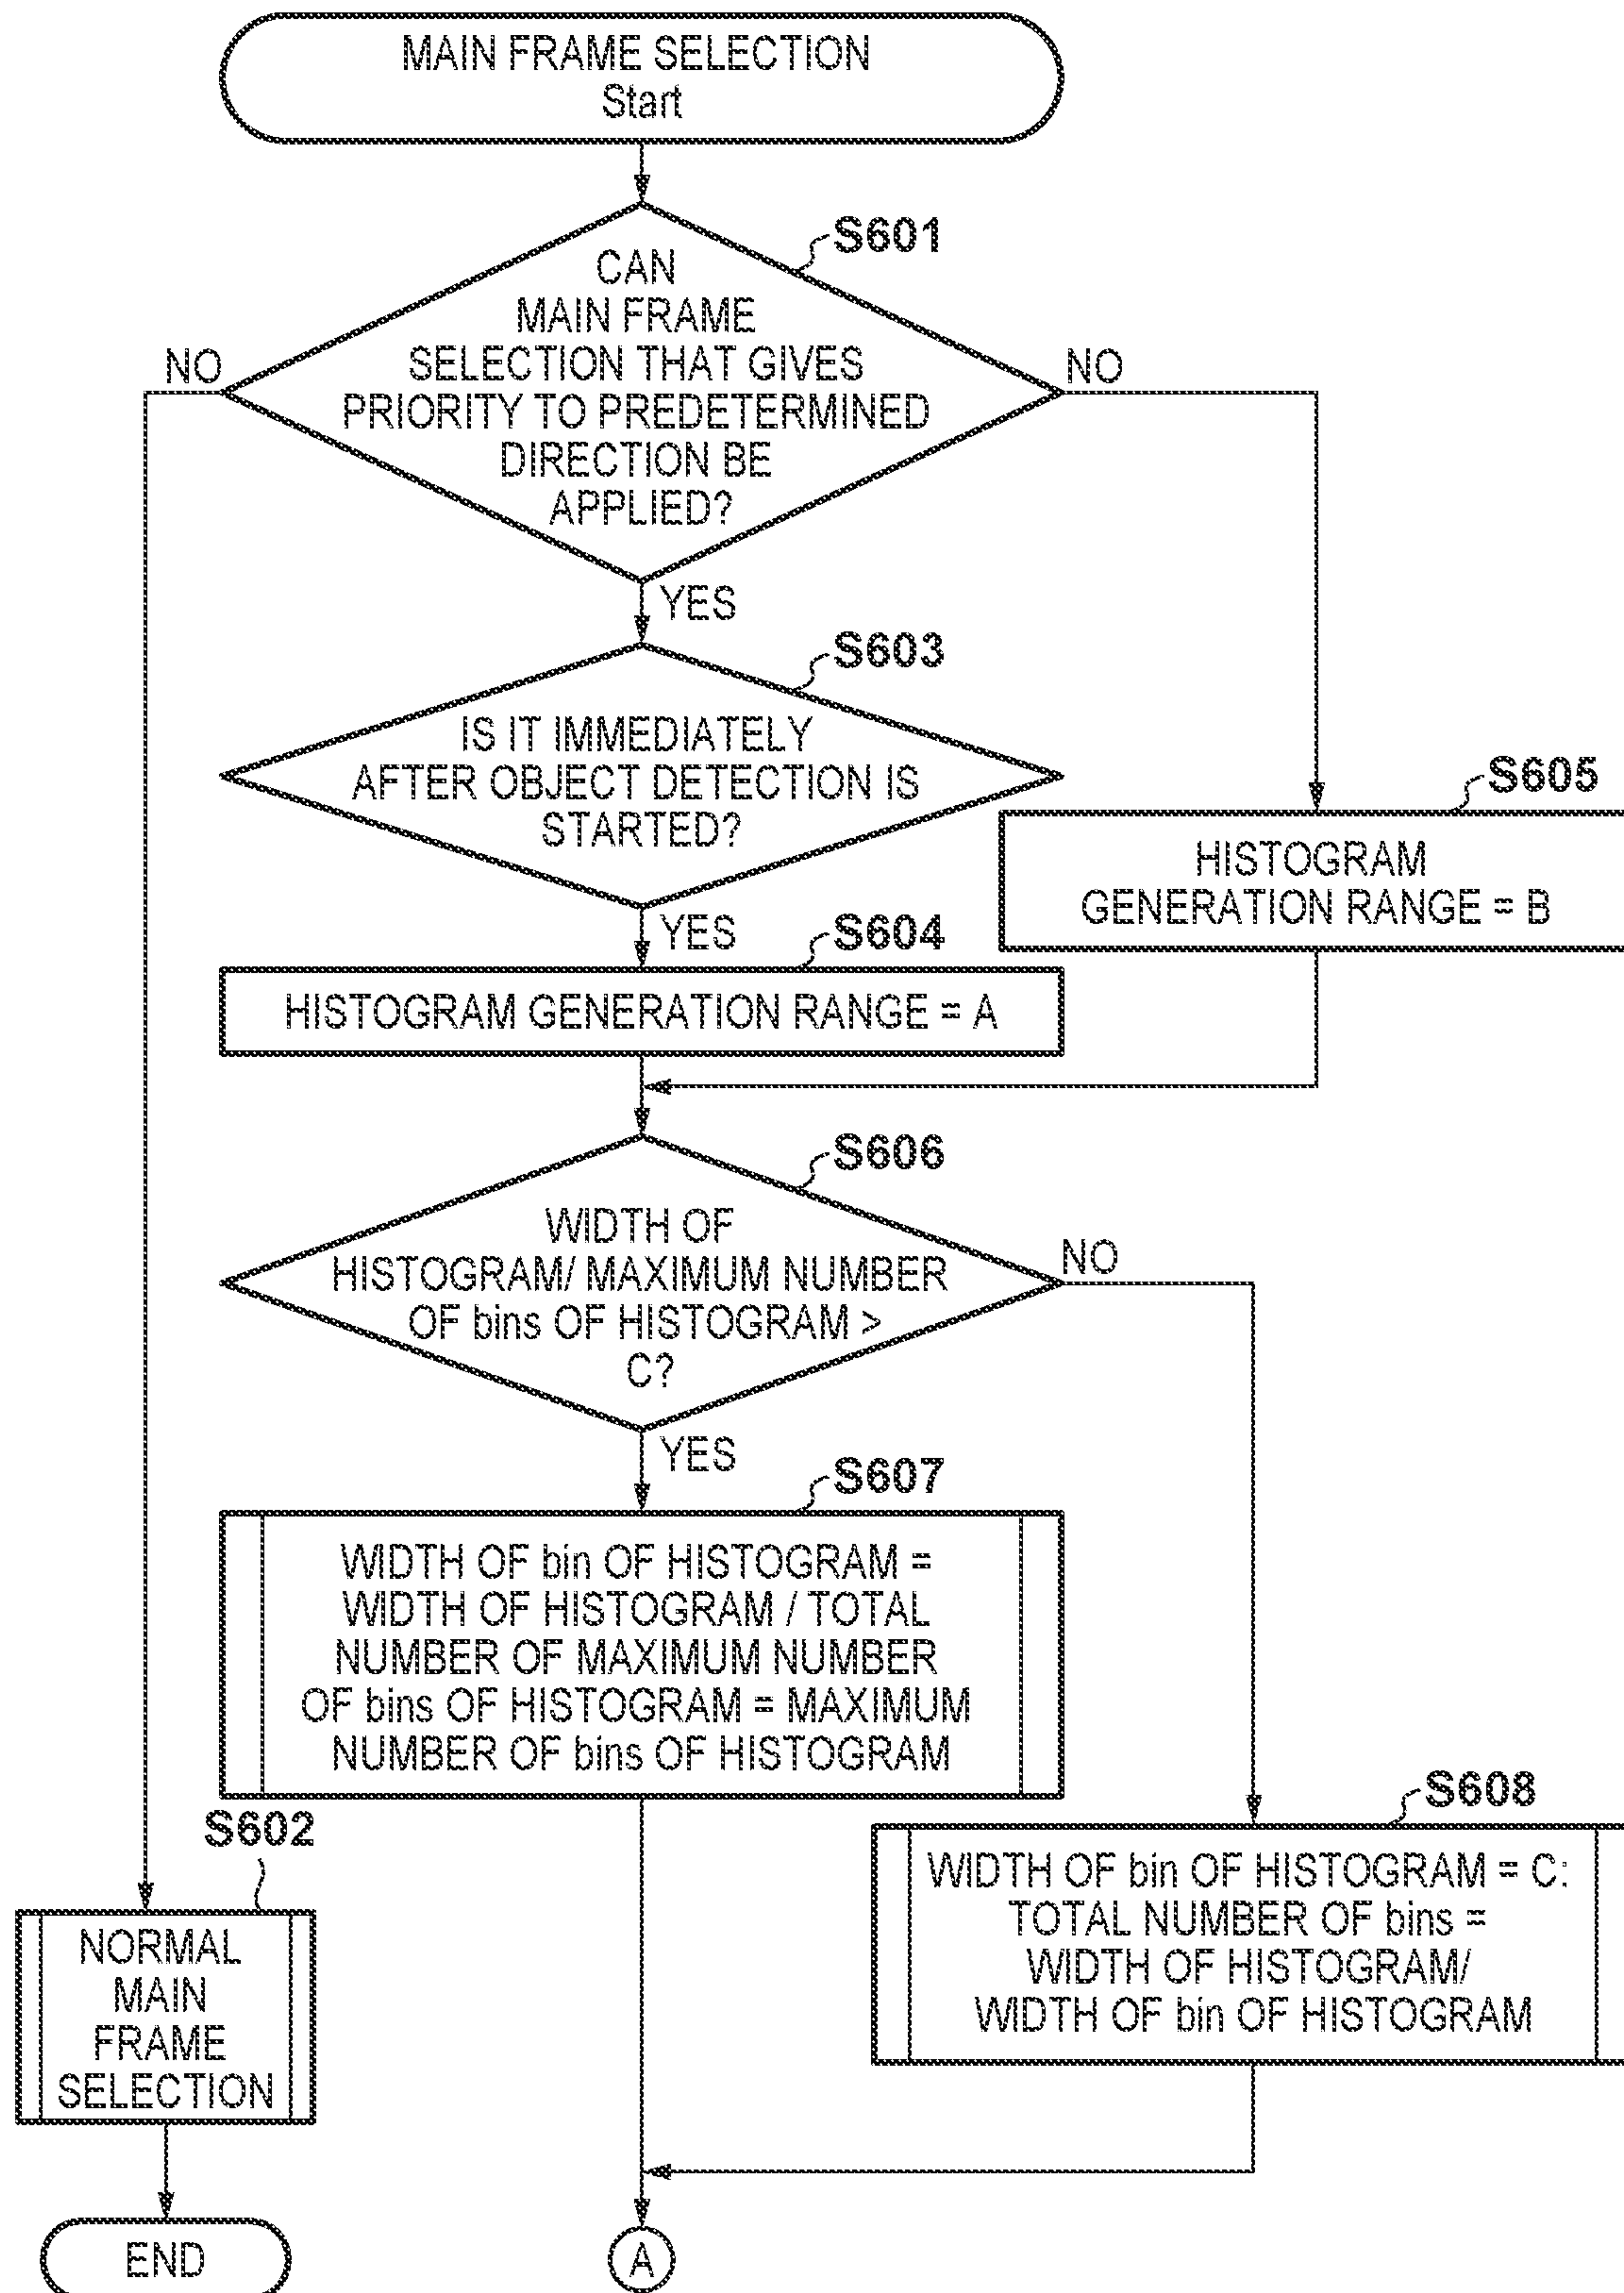 MAIN FRAME SELECTION
Start
S601
CAN
MAIN FRAME
SELECTION THAT GIVES
PRIORITY TO PREDETERMINED
DIRECTION BE
APPLIED?
NO
NO
YES
S603
IS IT IMMEDIATELY
AFTER OBJECT DETECTION IS
STARTED?
S605
HISTOGRAM
GENERATION RANGE = B
YES
S604
HISTOGRAM GENERATION RANGE = A
S606
WIDTH OF
HISTOGRAM/ MAXIMUM NUMBER
OF bins OF HISTOGRAM >
C?
NO
YES
S607
WIDTH OF bin OF HISTOGRAM =
WIDTH OF HISTOGRAM / TOTAL
NUMBER OF MAXIMUM NUMBER
OF bins OF HISTOGRAM = MAXIMUM
NUMBER OF bins OF HISTOGRAM
S608
WIDTH OF bin OF HISTOGRAM = C:
TOTAL NUMBER OF bins =
WIDTH OF HISTOGRAM/
WIDTH OF bin OF HISTOGRAM
S602
NORMAL
MAIN
FRAME
SELECTION
END
A